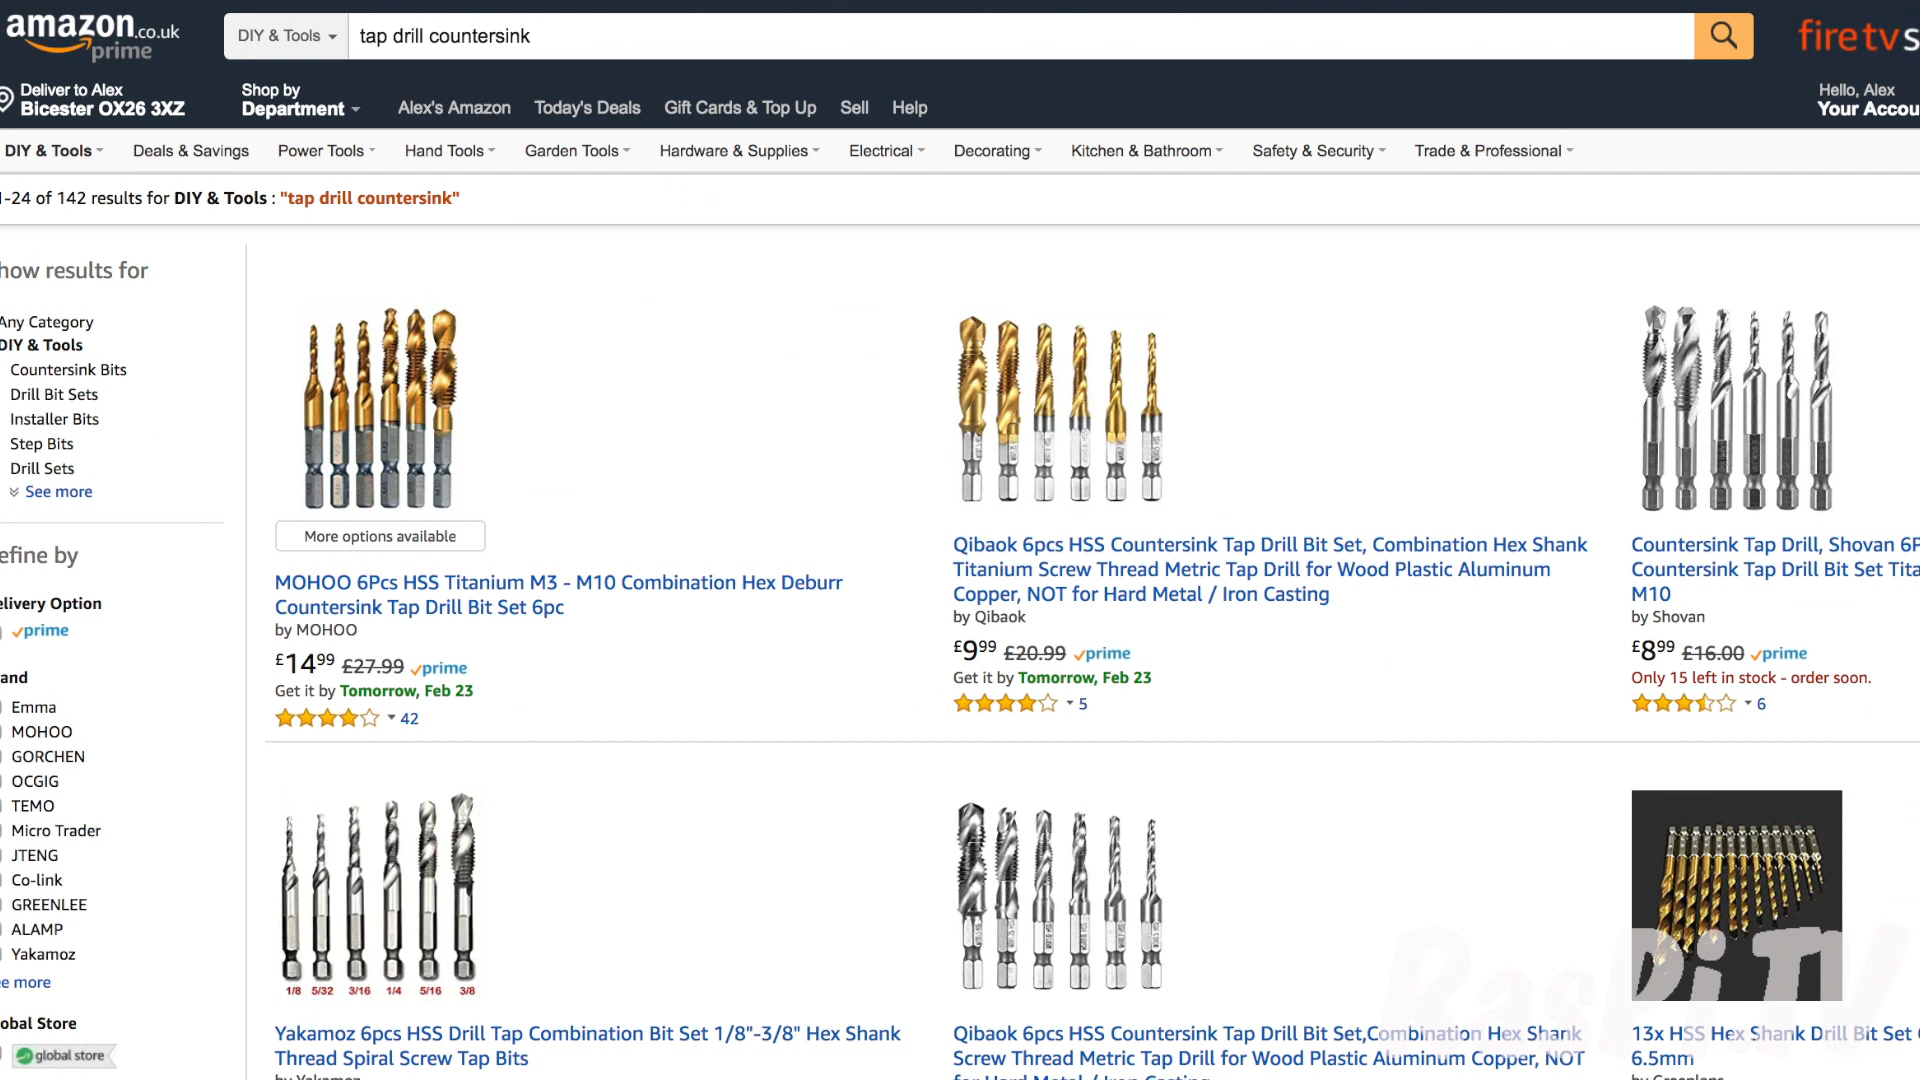 amazon.co.uk
prime
DIY & Tools
tap drill countersink
fire tv s
Deliver to Alex
Bicester OX26 3XZ
Shop by
Department
Alex's Amazon
Today's Deals
Gift Cards & Top Up
Sell
Help
Hello, Alex
Your Accou
DIY & Tools
Deals & Savings
Power Tools
Hand Tools
Garden Tools
Hardware & Supplies
Electrical
Decorating
Kitchen & Bathroom
Safety & Security
Trade & Professional
1-24 of 142 results for DIY & Tools : "tap drill countersink"
how results for
Any Category
DIY & Tools
Countersink Bits
Drill Bit Sets
Installer Bits
Step Bits
Drill Sets
See more
efine by
elivery Option
prime
and
Emma
MOHOO
GORCHEN
OCGIG
TEMO
Micro Trader
JTENG
Co-link
GREENLEE
ALAMP
Yakamoz
ee more
obal Store
global store
More options available
MOHOO 6Pcs HSS Titanium M3 - M10 Combination Hex Deburr
Countersink Tap Drill Bit Set 6pc
by MOHOO
£14.99 £27.99 prime
Get it by Tomorrow, Feb 23
42
Qibaok 6pcs HSS Countersink Tap Drill Bit Set, Combination Hex Shank
Titanium Screw Thread Metric Tap Drill for Wood Plastic Aluminum
Copper, NOT for Hard Metal / Iron Casting
by Qibaok
£9.99 £20.99 prime
Get it by Tomorrow, Feb 23
5
Countersink Tap Drill, Shovan 6P
Countersink Tap Drill Bit Set Tita
M10
by Shovan
£8.99 £16.00 prime
Only 15 left in stock - order soon.
6
1/8 5/32 3/16 1/4 5/16 3/8
Yakamoz 6pcs HSS Drill Tap Combination Bit Set 1/8"-3/8" Hex Shank
Thread Spiral Screw Tap Bits
by Yakamoz
Qibaok 6pcs HSS Countersink Tap Drill Bit Set,Combination Hex Shank
Screw Thread Metric Tap Drill for Wood Plastic Aluminum Copper, NOT
for Hard Metal / Iron Casting
13x HSS Hex Shank Drill Bit Set
6.5mm
by Greenlans
RasPi.TV